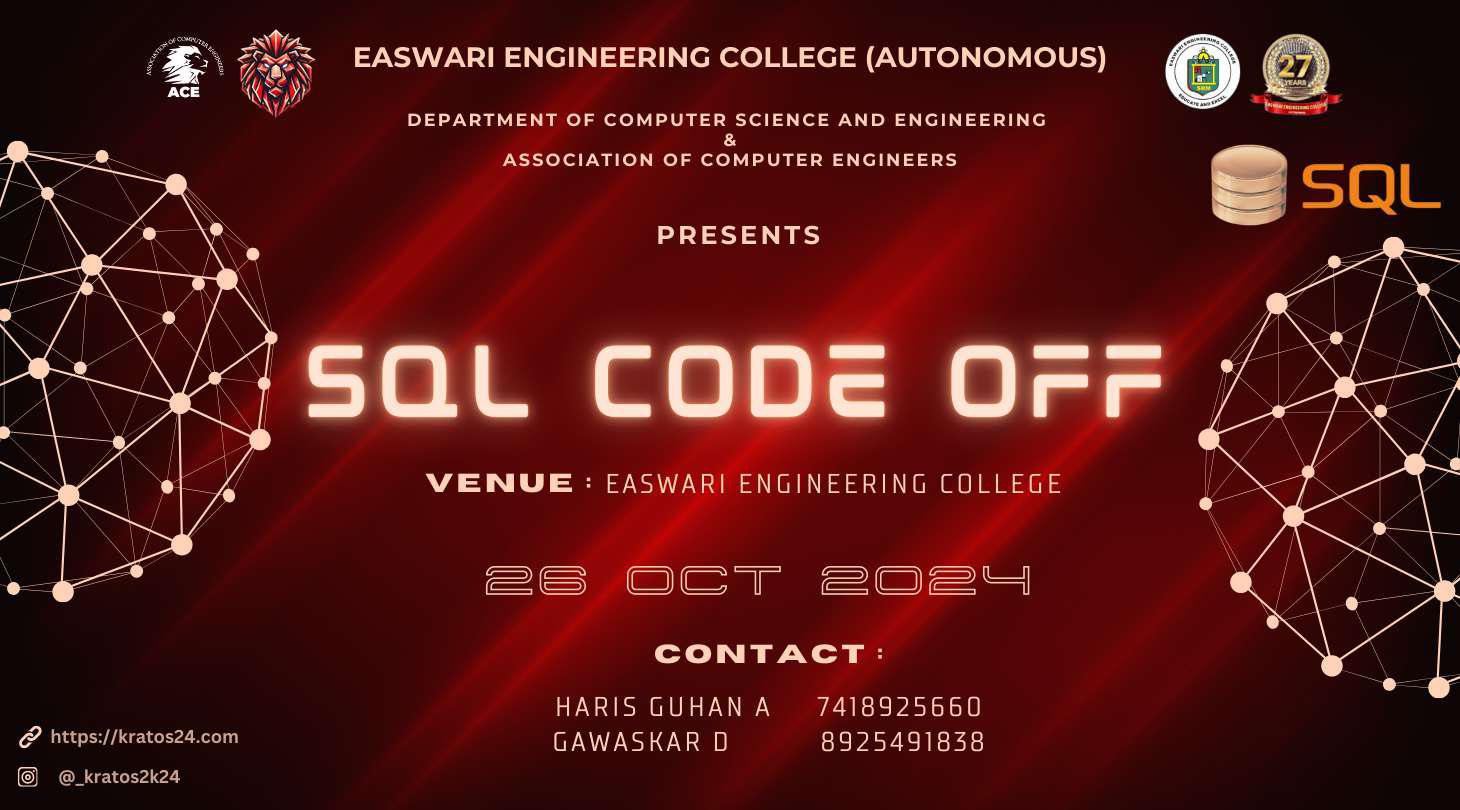 ASSOCIATION OF COMPUTER ENGINEERS
ACE
EASWARI ENGINEERING COLLEGE (AUTONOMOUS)
EASWARI ENGINEERING COLLEGE
SRM
EDUCATE AND EXCEL
27
YEARS
EASWARI ENGINEERING COLLEGE
DEPARTMENT OF COMPUTER SCIENCE AND ENGINEERING
&
ASSOCIATION OF COMPUTER ENGINEERS
SQL
PRESENTS
SQL CODE OFF
VENUE : EASWARI ENGINEERING COLLEGE
26 OCT 2024
CONTACT :
HARIS GUHAN A 7418925660
GAWASKAR D 8925491838
https://kratos24.com
@_kratos2k24